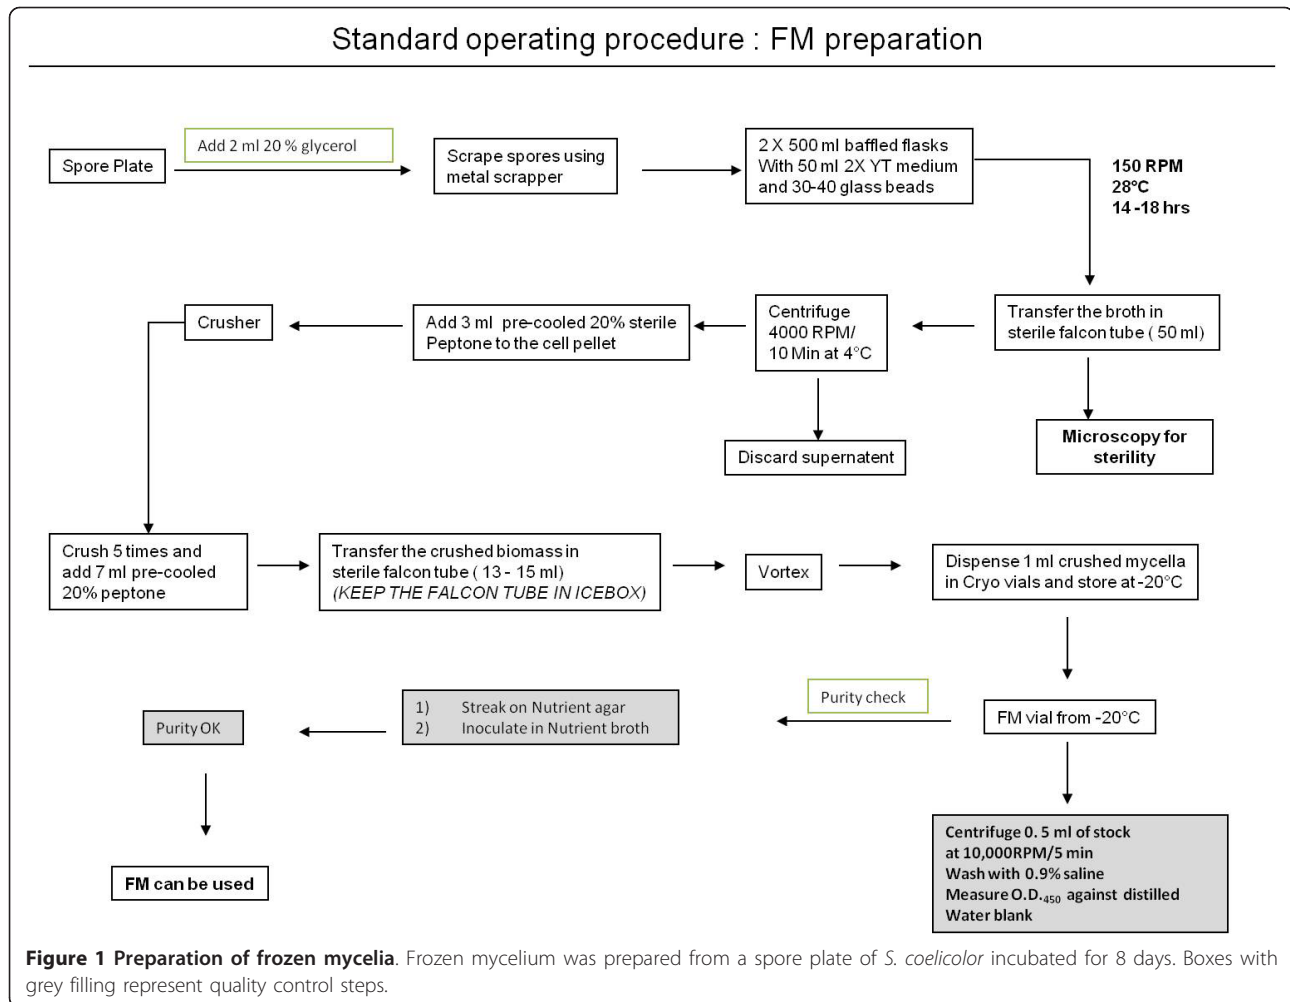 Standard operating procedure : FM preparation
Spore Plate
Add 2 ml 20 % glycerol
Scrape spores using
metal scrapper
2 X 500 ml baffled flasks
With 50 ml 2X YT medium
and 30-40 glass beads
150 RPM
28°C
14 -18 hrs
Transfer the broth in
sterile falcon tube ( 50 ml)
Microscopy for
sterility
Centrifuge
4000 RPM/
10 Min at 4°C
Discard supernatent
Add 3 ml pre-cooled 20% sterile
Peptone to the cell pellet
Crusher
Crush 5 times and
add 7 ml pre-cooled
20% peptone
Transfer the crushed biomass in
sterile falcon tube ( 13 - 15 ml)
(KEEP THE FALCON TUBE IN ICEBOX)
Vortex
Dispense 1 ml crushed mycella
in Cryo vials and store at -20°C
FM vial from -20°C
Purity check
1) Streak on Nutrient agar
2) Inoculate in Nutrient broth
Purity OK
FM can be used
Centrifuge 0. 5 ml of stock
at 10,000RPM/5 min
Wash with 0.9% saline
Measure O.D.450 against distilled
Water blank
Figure 1 Preparation of frozen mycelia. Frozen mycelium was prepared from a spore plate of S. coelicolor incubated for 8 days. Boxes with
grey filling represent quality control steps.